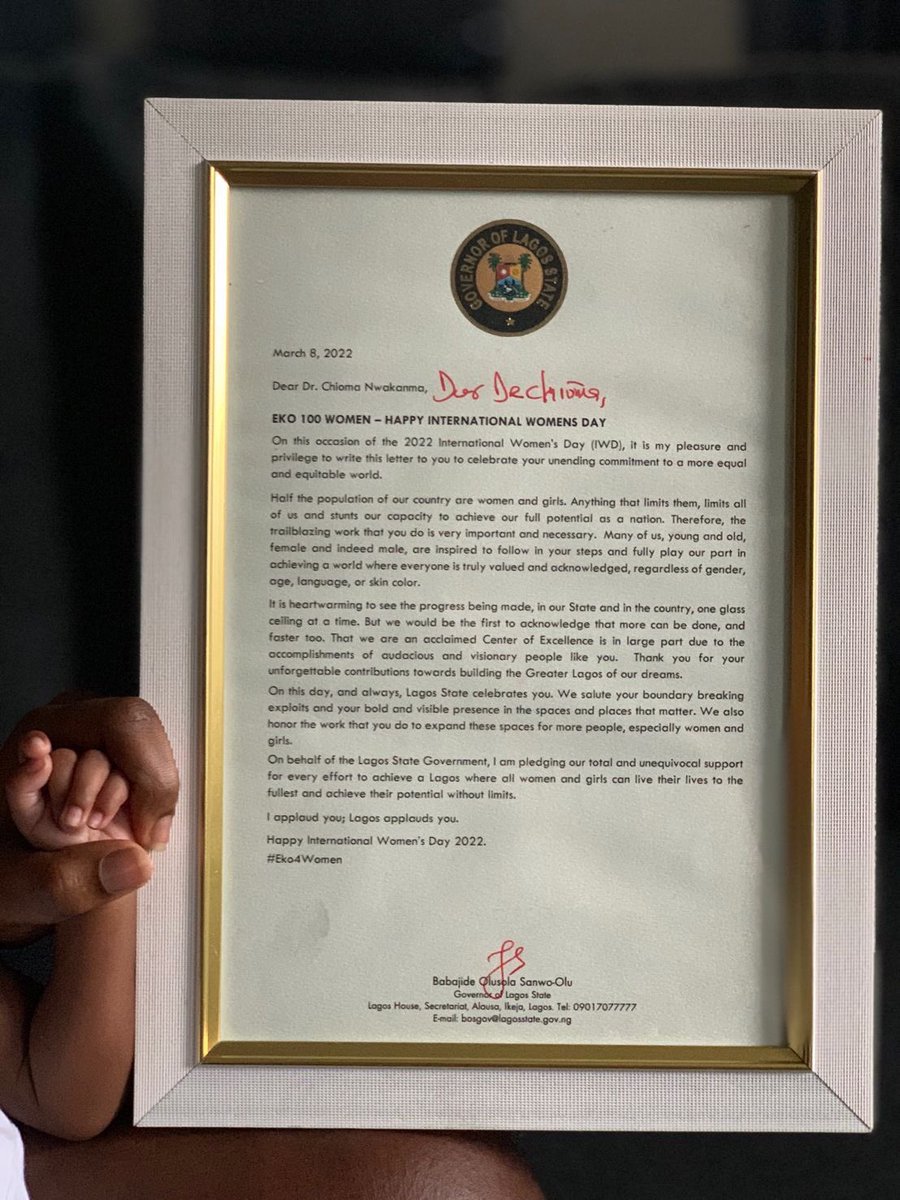 GOVERNOR OF LAGOS STATE
March 8, 2022
Dear Dr. Chioma Nwakanma, Dear Dr Chioma,
EKO 100 WOMEN – HAPPY INTERNATIONAL WOMENS DAY
On this occasion of the 2022 International Women's Day (IWD), it is my pleasure and
privilege to write this letter to you to celebrate your unending commitment to a more equal
and equitable world.
Half the population of our country are women and girls. Anything that limits them, limits all
of us and stunts our capacity to achieve our full potential as a nation. Therefore, the
trailblazing work that you do is very important and necessary. Many of us, young and old,
female and indeed male, are inspired to follow in your steps and fully play our part in
achieving a world where everyone is truly valued and acknowledged, regardless of gender,
age, language, or skin color.
It is heartwarming to see the progress being made, in our State and in the country, one glass
ceiling at a time. But we would be the first to acknowledge that more can be done, and
faster too. That we are an acclaimed Center of Excellence is in large part due to the
accomplishments of audacious and visionary people like you. Thank you for your
unforgettable contributions towards building the Greater Lagos of our dreams.
On this day, and always, Lagos State celebrates you. We salute your boundary breaking
exploits and your bold and visible presence in the spaces and places that matter. We also
honor the work that you do to expand these spaces for more people, especially women and
girls.
On behalf of the Lagos State Government, I am pledging our total and unequivocal support
for every effort to achieve a Lagos where all women and girls can live their lives to the
fullest and achieve their potential without limits.
I applaud you; Lagos applauds you.
Happy International Women's Day 2022.
#Eko4Women
Babajide Olusola Sanwo-Olu
Governor of Lagos State
Lagos House, Secretariat, Alausa, Ikeja, Lagos. Tel: 09017077777
E-mail: bosgov@lagosstate.gov.ng